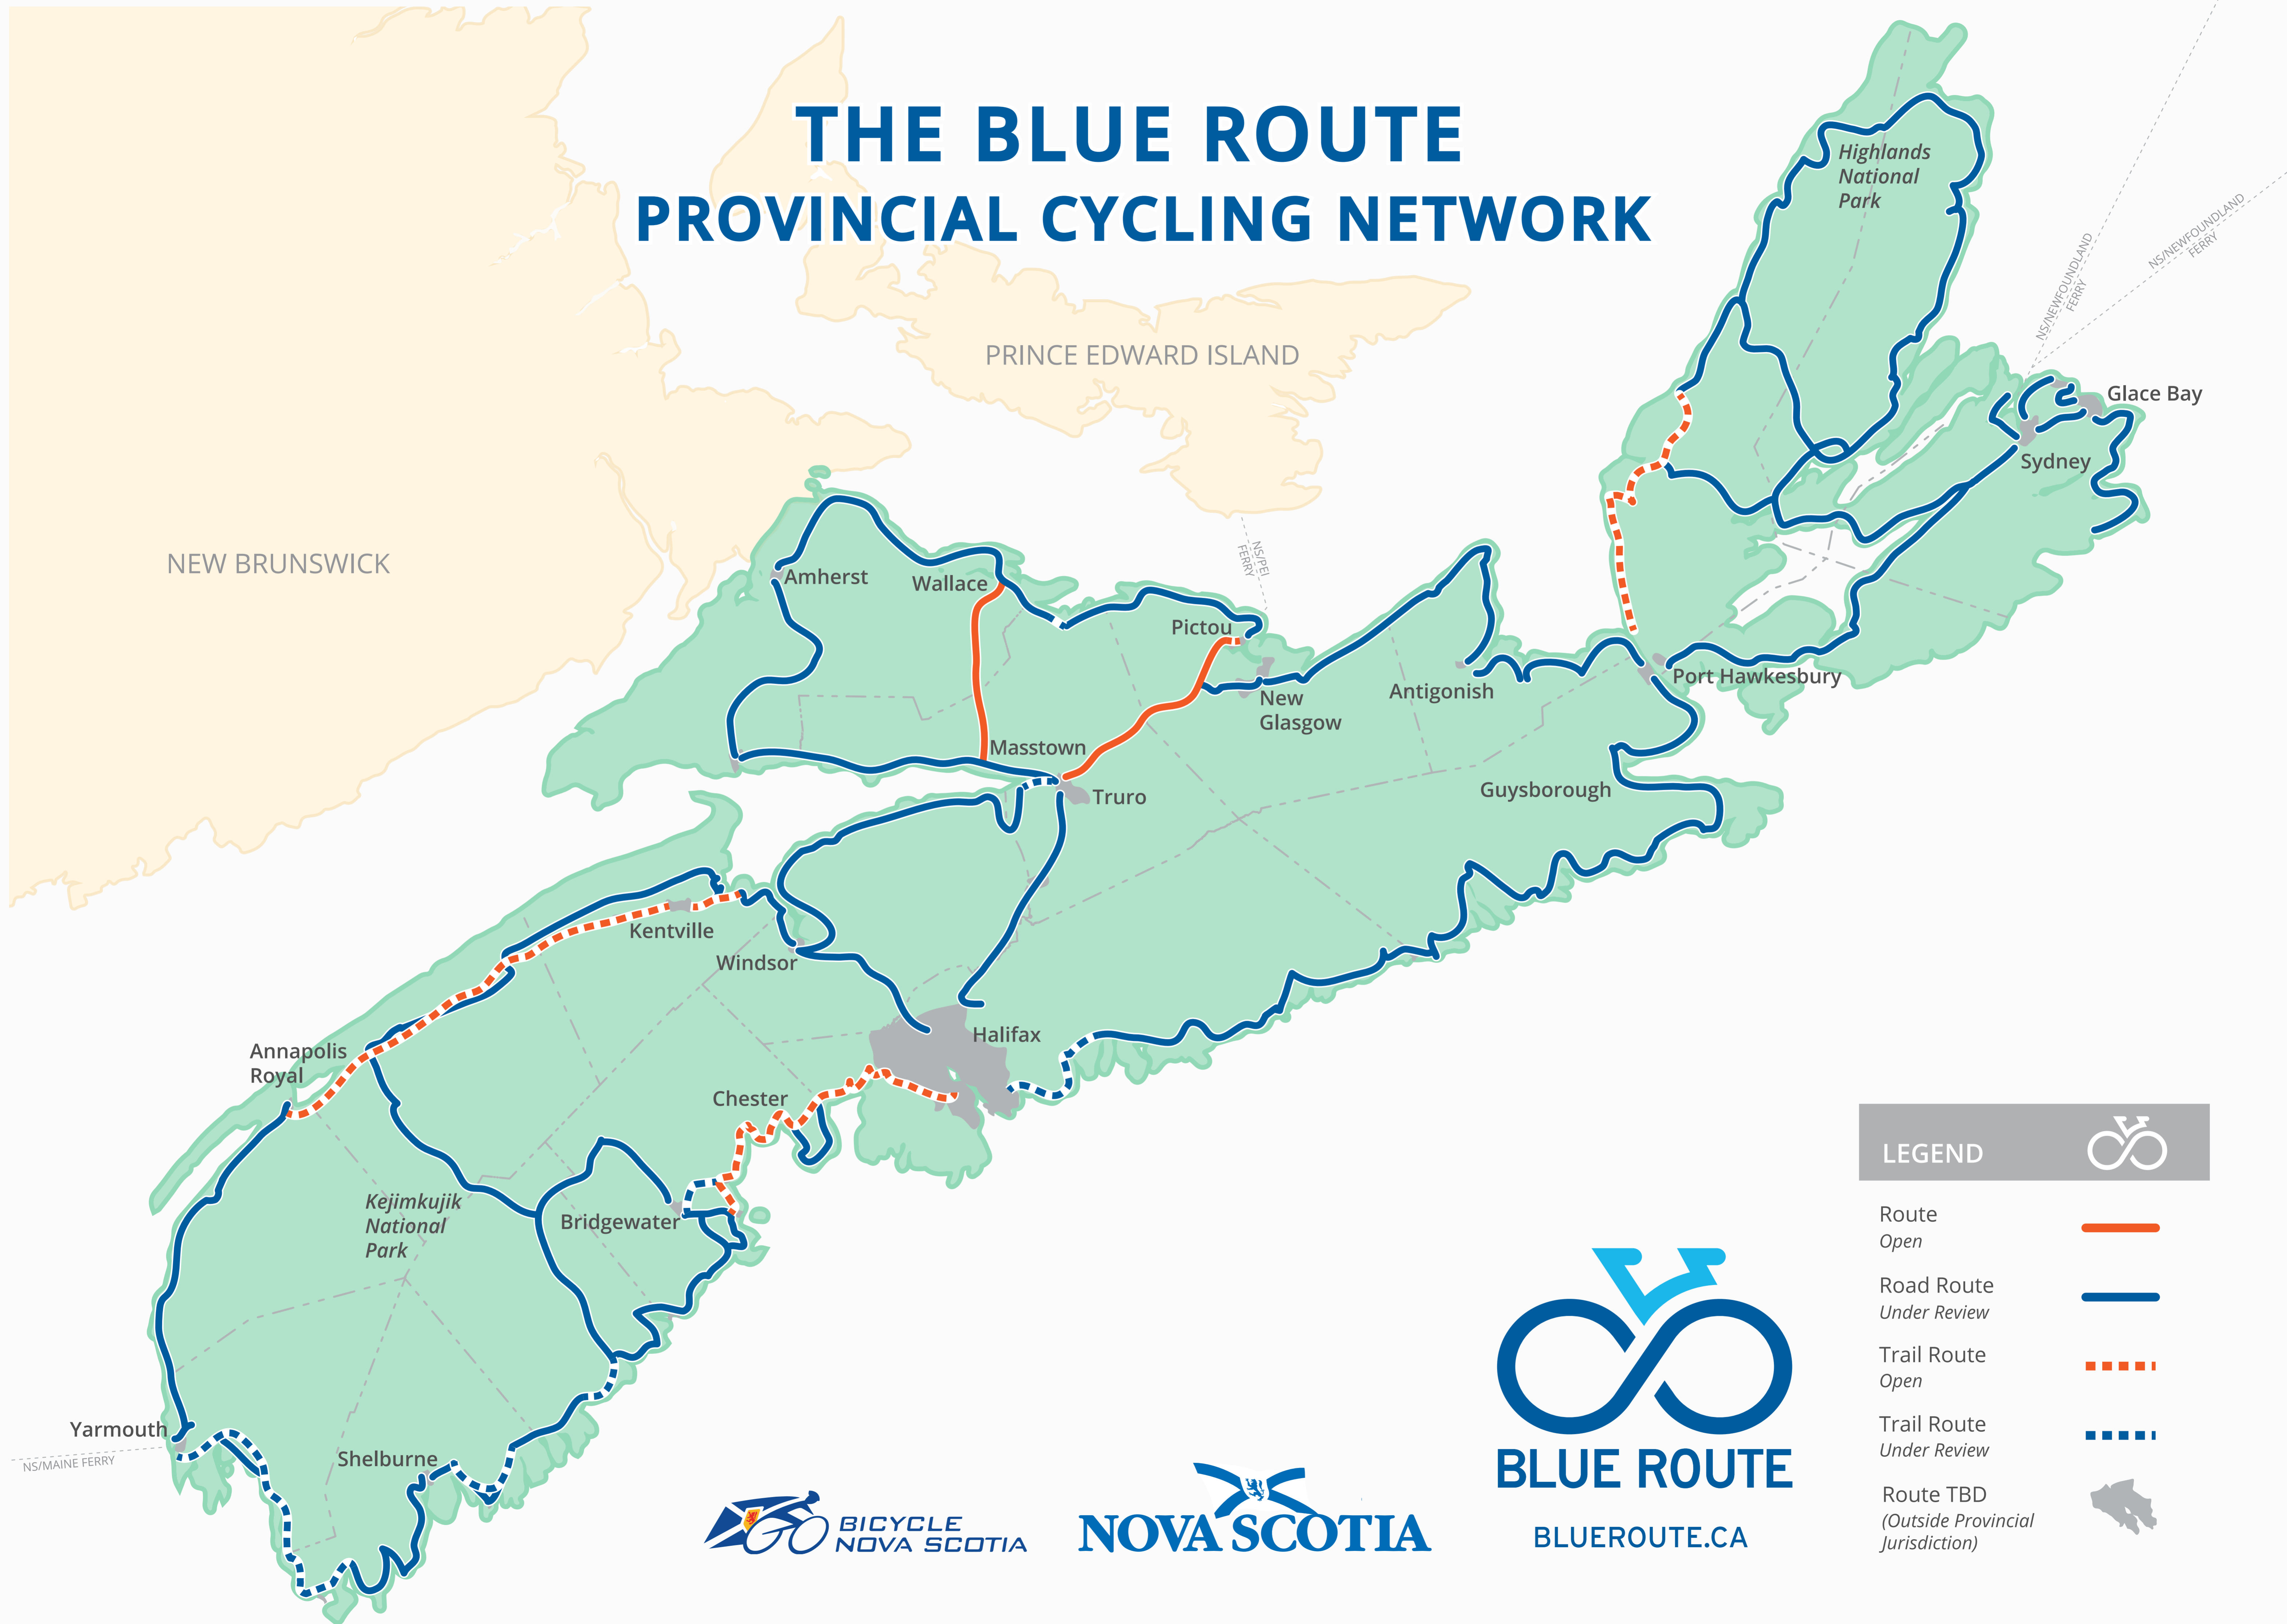 THE BLUE ROUTE
PROVINCIAL CYCLING NETWORK
Highlands
National
Park
NS/NEWFOUNDLAND
FERRY
NS/NEWFOUNDLAND
FERRY
PRINCE EDWARD ISLAND
Glace Bay
Sydney
NEW BRUNSWICK
NS/PEI
FERRY
Amherst
Wallace
Pictou
New
Glasgow
Antigonish
Port Hawkesbury
Masstown
Truro
Guysborough
Kentville
Windsor
Halifax
Annapolis
Royal
Chester
Kejimkujik
National
Park
Bridgewater
Yarmouth
NS/MAINE FERRY
Shelburne
LEGEND
Route
Open
Road Route
Under Review
Trail Route
Open
Trail Route
Under Review
Route TBD
(Outside Provincial
Jurisdiction)
BICYCLE
NOVA SCOTIA
NOVA SCOTIA
BLUE ROUTE
BLUEROUTE.CA